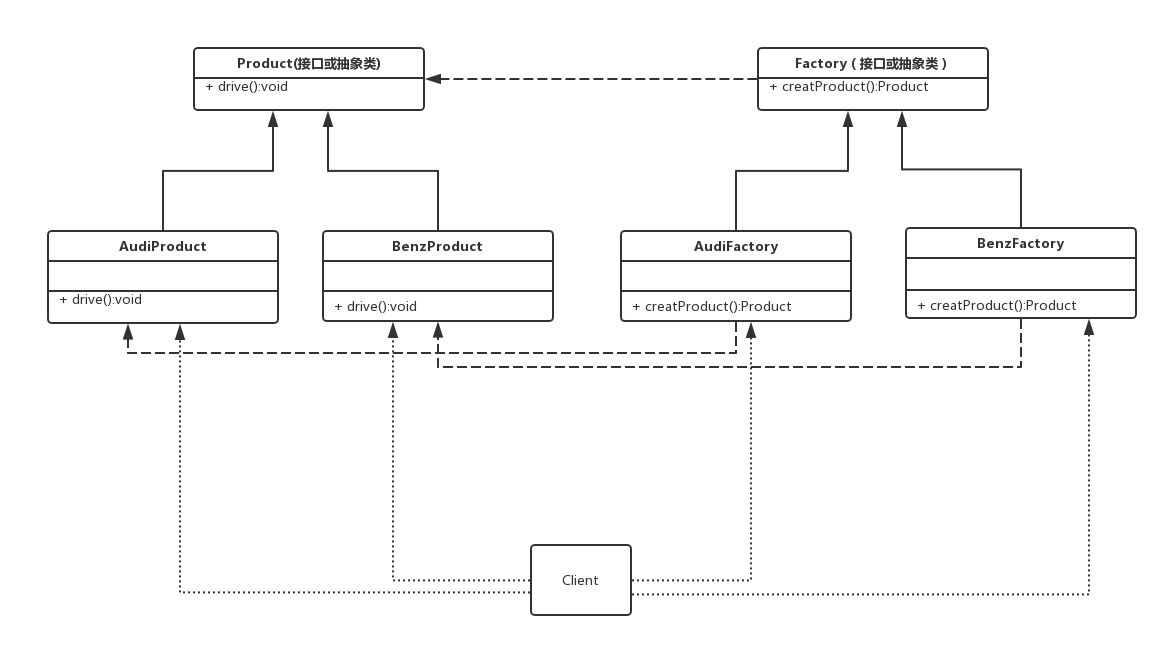 Product(接口或抽象类)
+ drive():void
Factory（接口或抽象类）
+ creatProduct():Product
AudiProduct
+ drive():void
BenzProduct
+ drive():void
AudiFactory
+ creatProduct():Product
BenzFactory
+ creatProduct():Product
Client